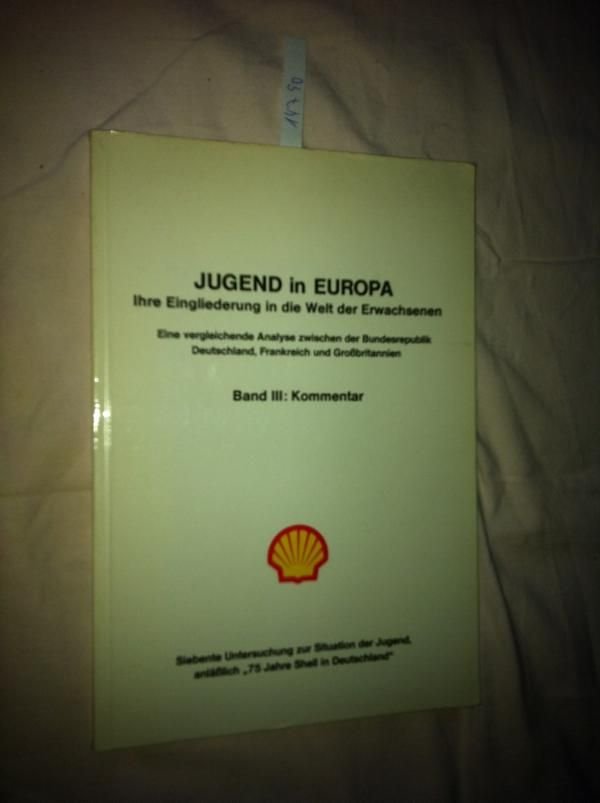 JUGEND in EUROPA
Ihre Eingliederung in die Welt der Erwachsenen
Eine vergleichende Analyse zwischen der Bundesrepublik
Deutschland, Frankreich und Großbritannien
Band III: Kommentar
Siebente Untersuchung zur Situation der Jugend,
anläßlich „75 Jahre Shell in Deutschland"